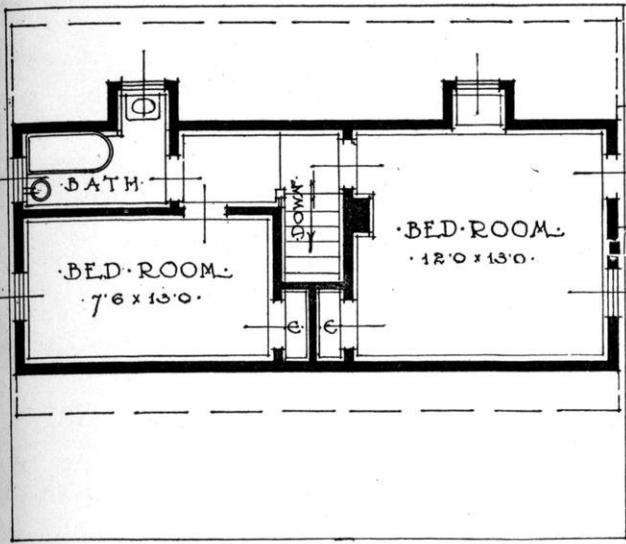 ·BATH·
·BED·ROOM·
·7'6 X 13'0·
DOWN
·BED·ROOM·
·12'0 X 13'0·
C
C